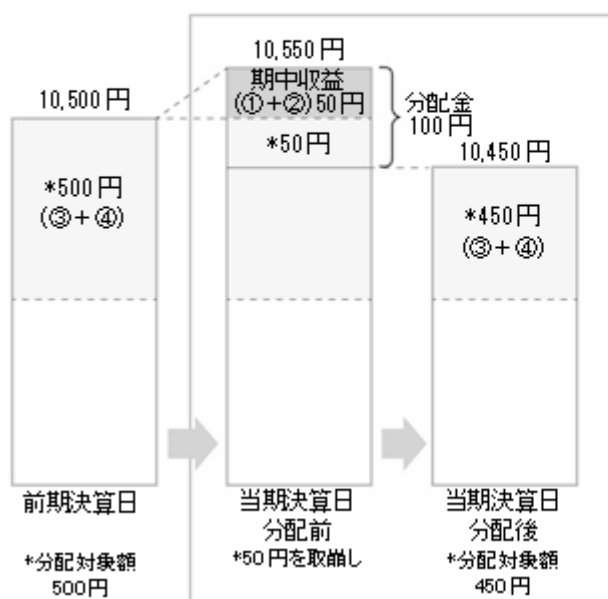 10,500円
*500円
(③+④)
前期決算日
*分配対象額
500円
10,550円
期中収益
(①+②)50円
*50円
分配金
100円
当期決算日
分配前
*50円を取崩し
10,450円
*450円
(③+④)
当期決算日
分配後
*分配対象額
450円